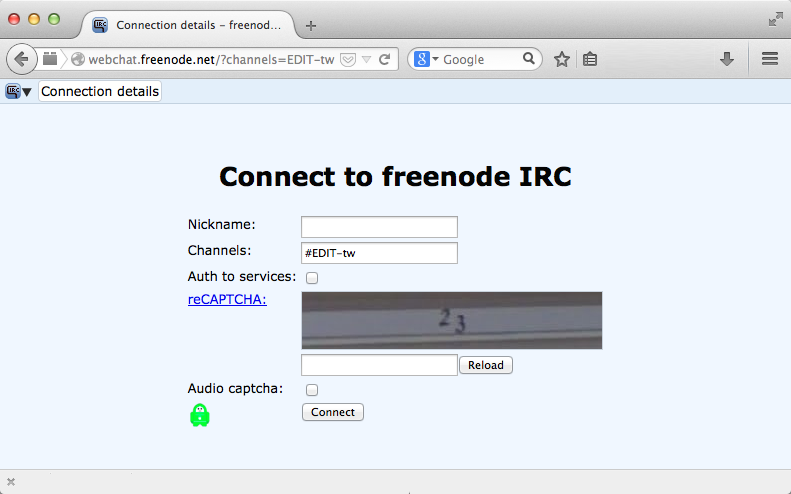 Connection details – freenod...
webchat.freenode.net/?channels=EDIT-tw
Google
IRC
Connection details
Connect to freenode IRC
Nickname:
Channels:
#EDIT-tw
Auth to services:
reCAPTCHA:
23
Reload
Audio captcha:
Connect